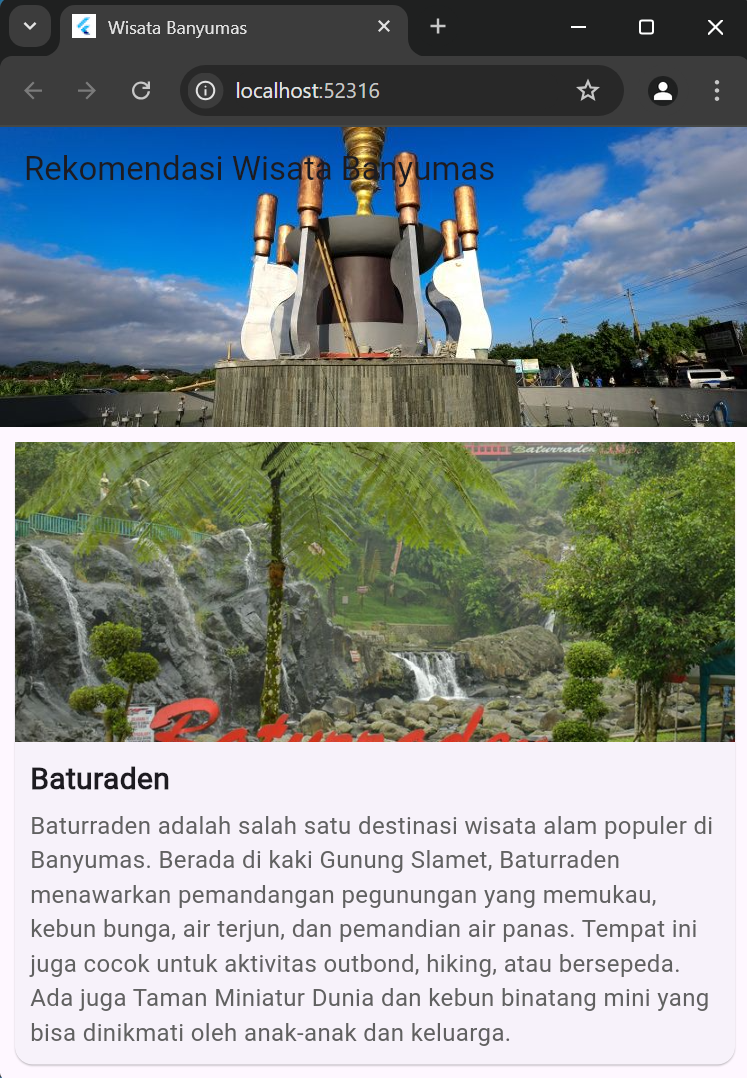 Wisata Banyumas
localhost:52316
Rekomendasi Wisata Banyumas
Baturraden
Baturraden
Baturaden
Baturraden adalah salah satu destinasi wisata alam populer di
Banyumas. Berada di kaki Gunung Slamet, Baturraden
menawarkan pemandangan pegunungan yang memukau,
kebun bunga, air terjun, dan pemandian air panas. Tempat ini
juga cocok untuk aktivitas outbond, hiking, atau bersepeda.
Ada juga Taman Miniatur Dunia dan kebun binatang mini yang
bisa dinikmati oleh anak-anak dan keluarga.